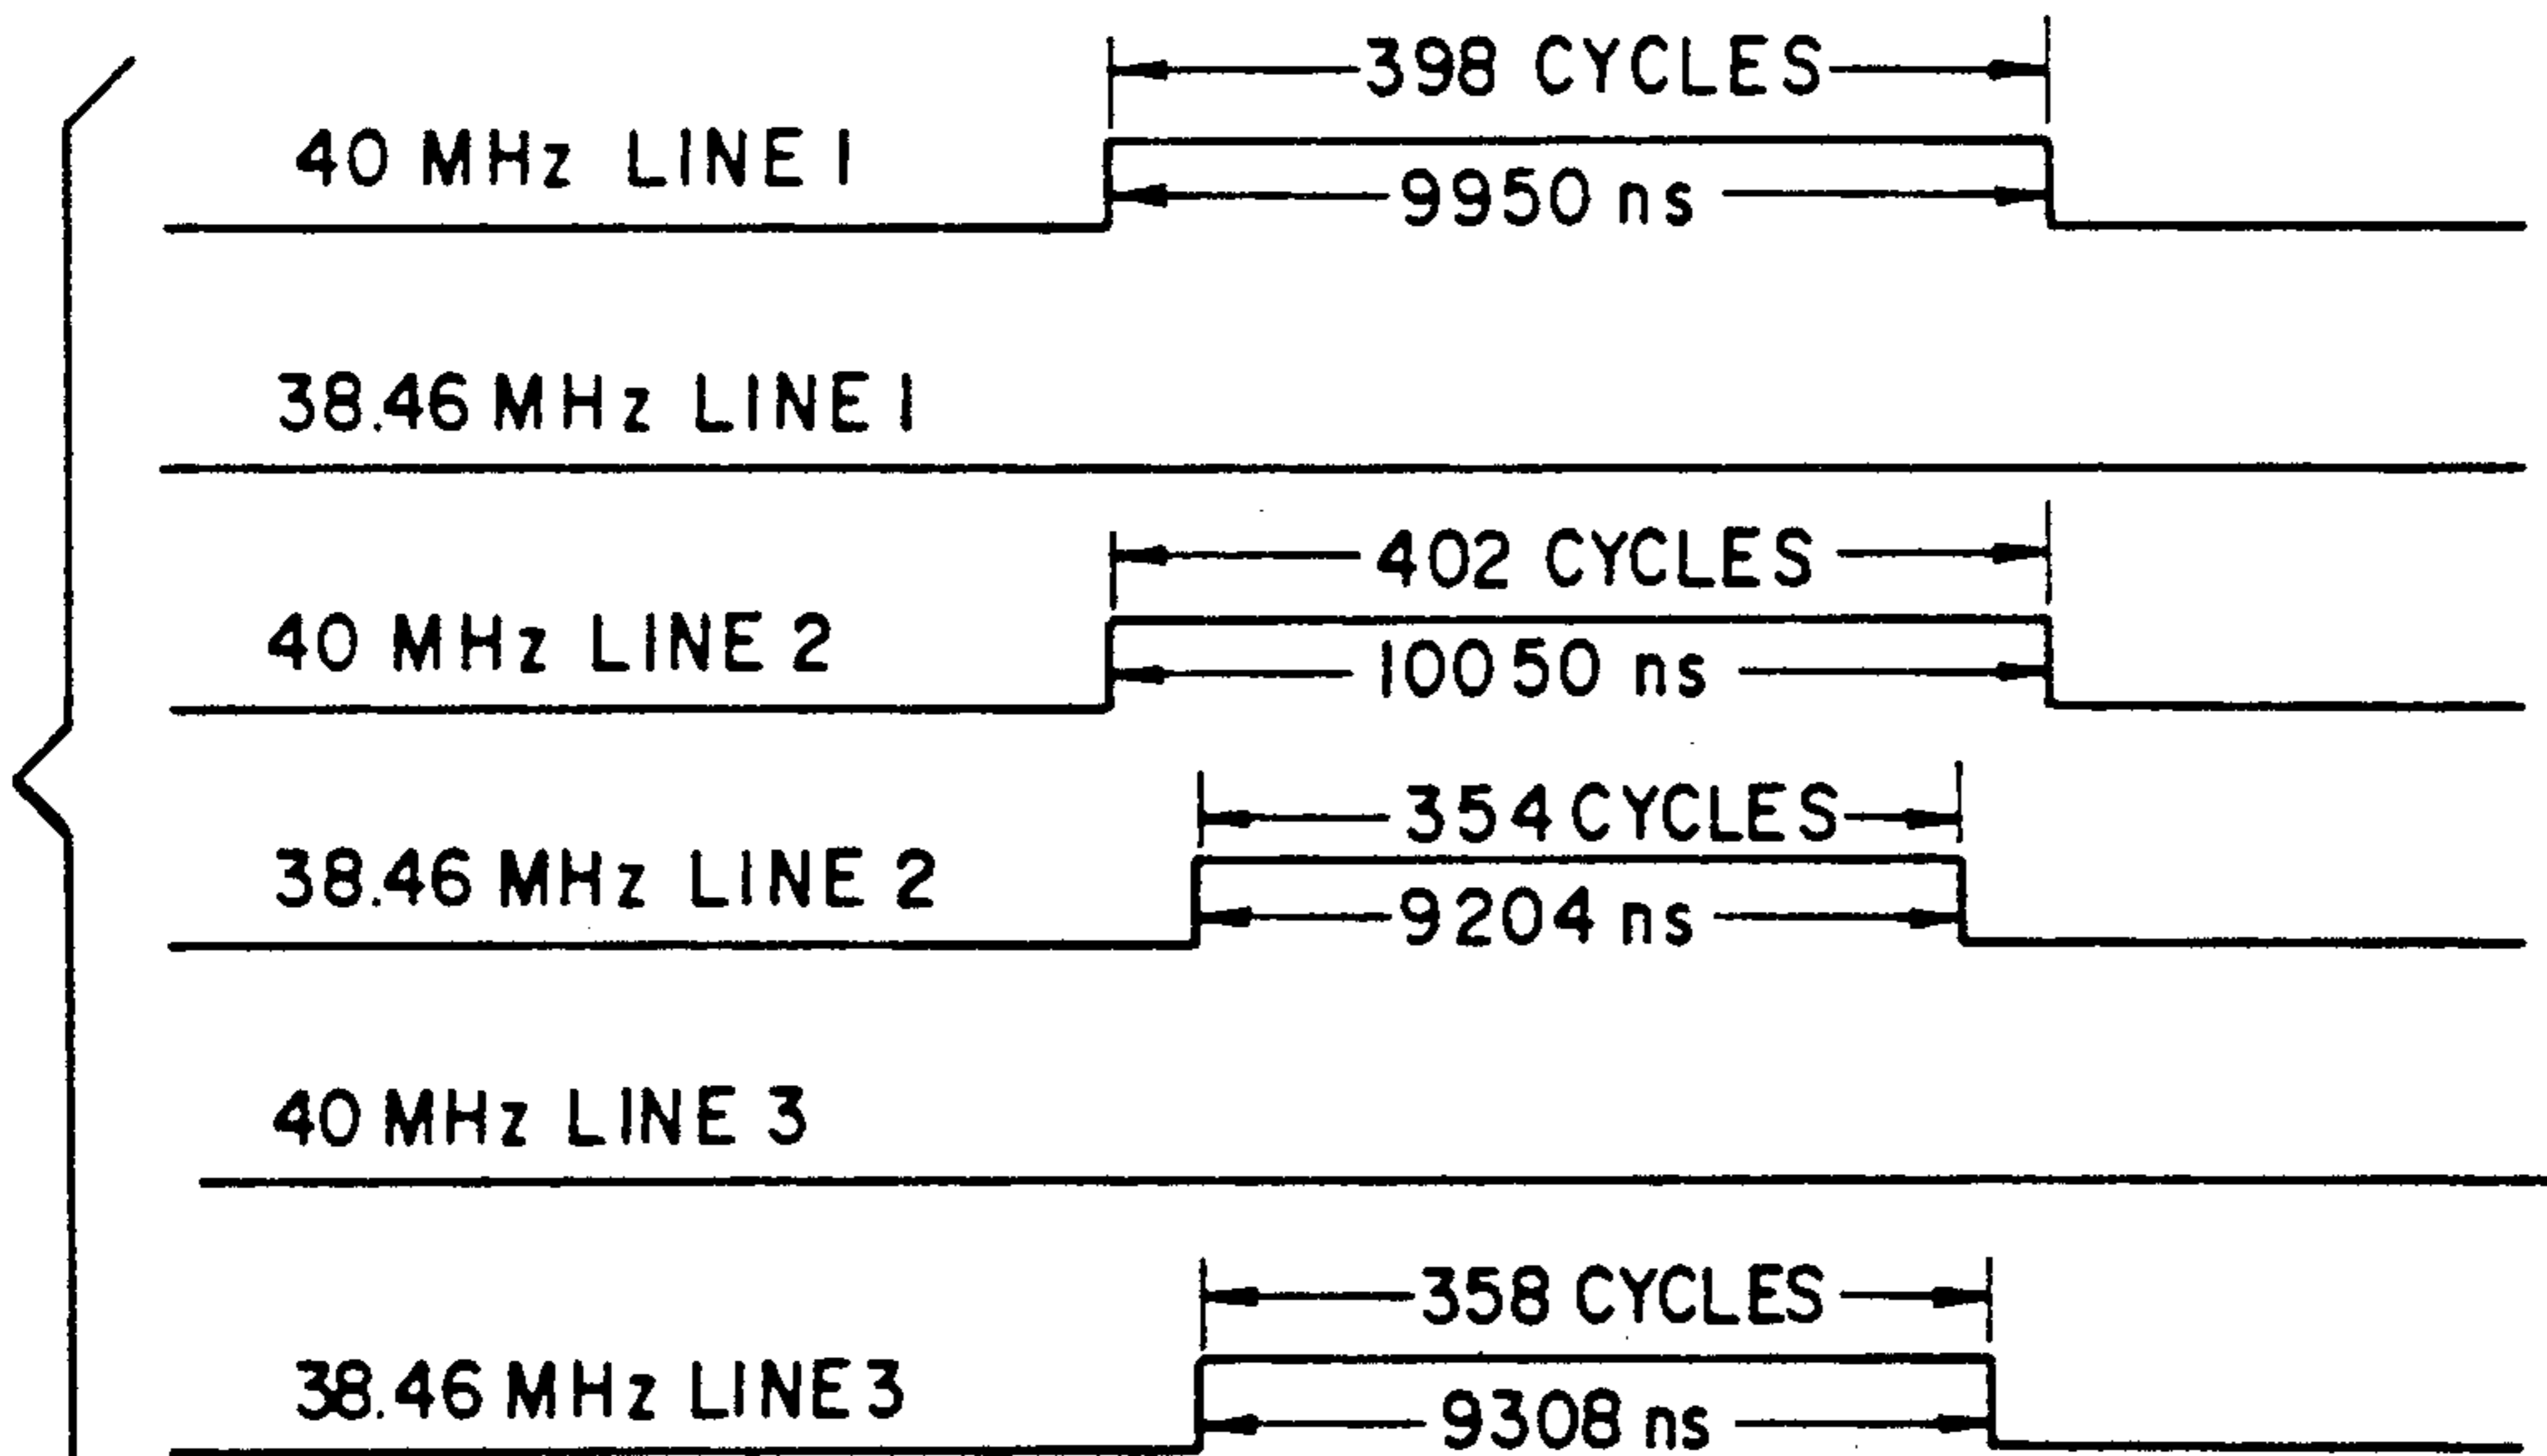 398 CYCLES
40 MHz LINE 1
9950 ns
38.46 MHz LINE 1
402 CYCLES
40 MHz LINE 2
10050 ns
354 CYCLES
38.46 MHz LINE 2
9204 ns
40 MHz LINE 3
358 CYCLES
38.46 MHz LINE 3
9308 ns